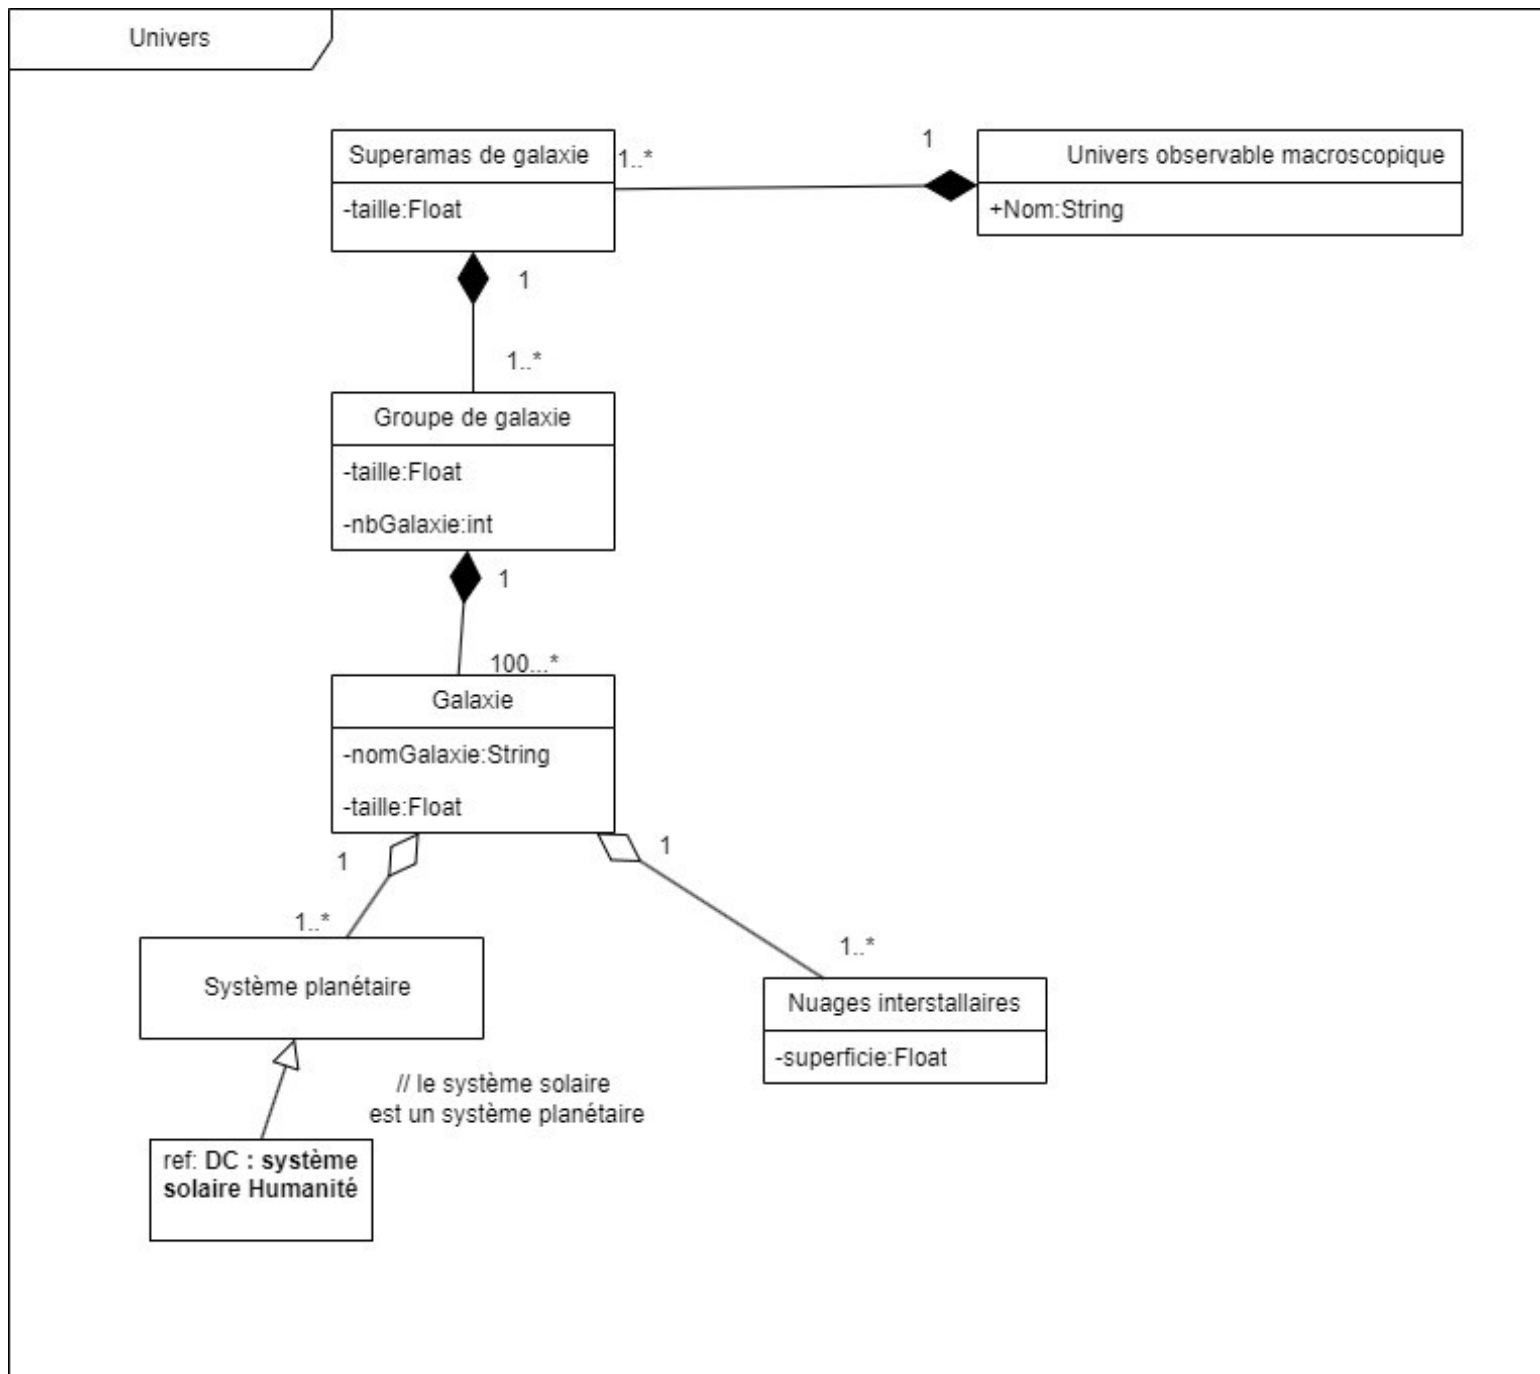 Univers
Superamas de galaxie
-taille:Float
1..*
1
Univers observable macroscopique
+Nom:String
1
1..*
Groupe de galaxie
-taille:Float
-nbGalaxie:int
1
100...*
Galaxie
-nomGalaxie:String
-taille:Float
1
1
1..*
1..*
Système planétaire
Nuages interstallaires
-superficie:Float
// le système solaire
est un système planétaire
ref: DC : système
solaire Humanité